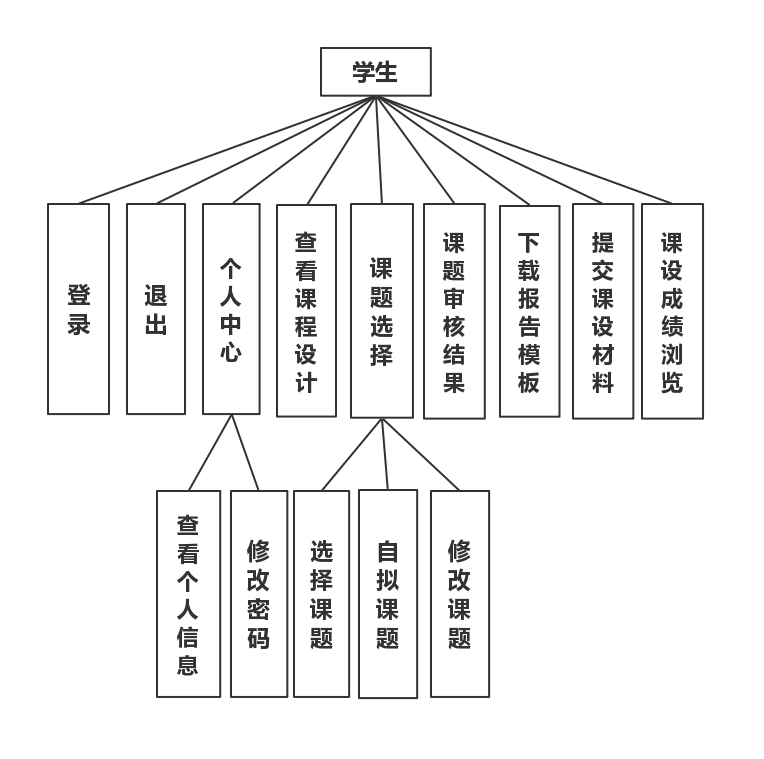 学生
登录
退出
个人中心
查看课程设计
课题选择
课题审核结果
下载报告模板
提交课设材料
课设成绩浏览
查看个人信息
修改密码
选择课题
自拟课题
修改课题